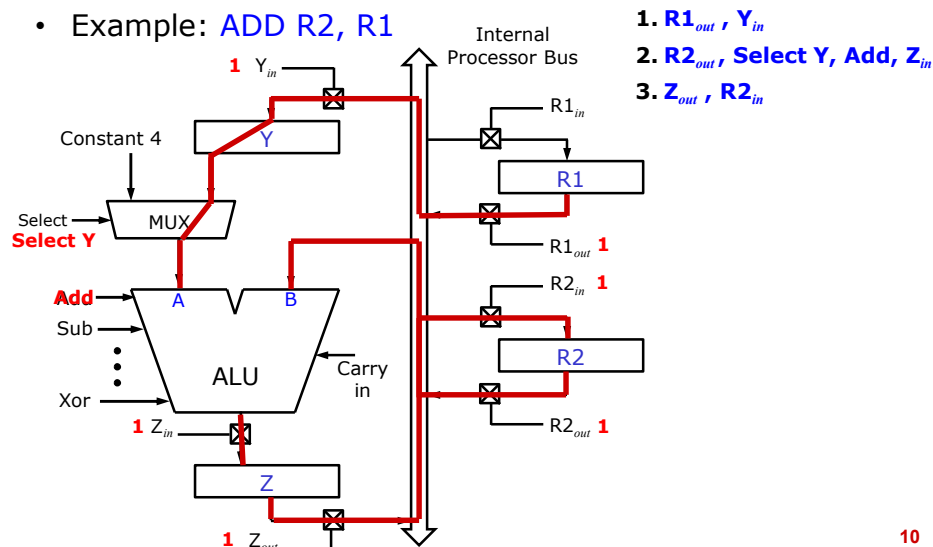 • Example: ADD R2, R1
1. R1out , Yin
2. R2out, Select Y, Add, Zin
3. Zout , R2in
Internal
Processor Bus
1 Yin
R1in
Constant 4
Y
R1
Select
MUX
Select Y
R1out 1
Add
A
B
R2in 1
Sub
R2
ALU
Carry
in
Xor
1 Zin
R2out 1
Z
1 Zout
10